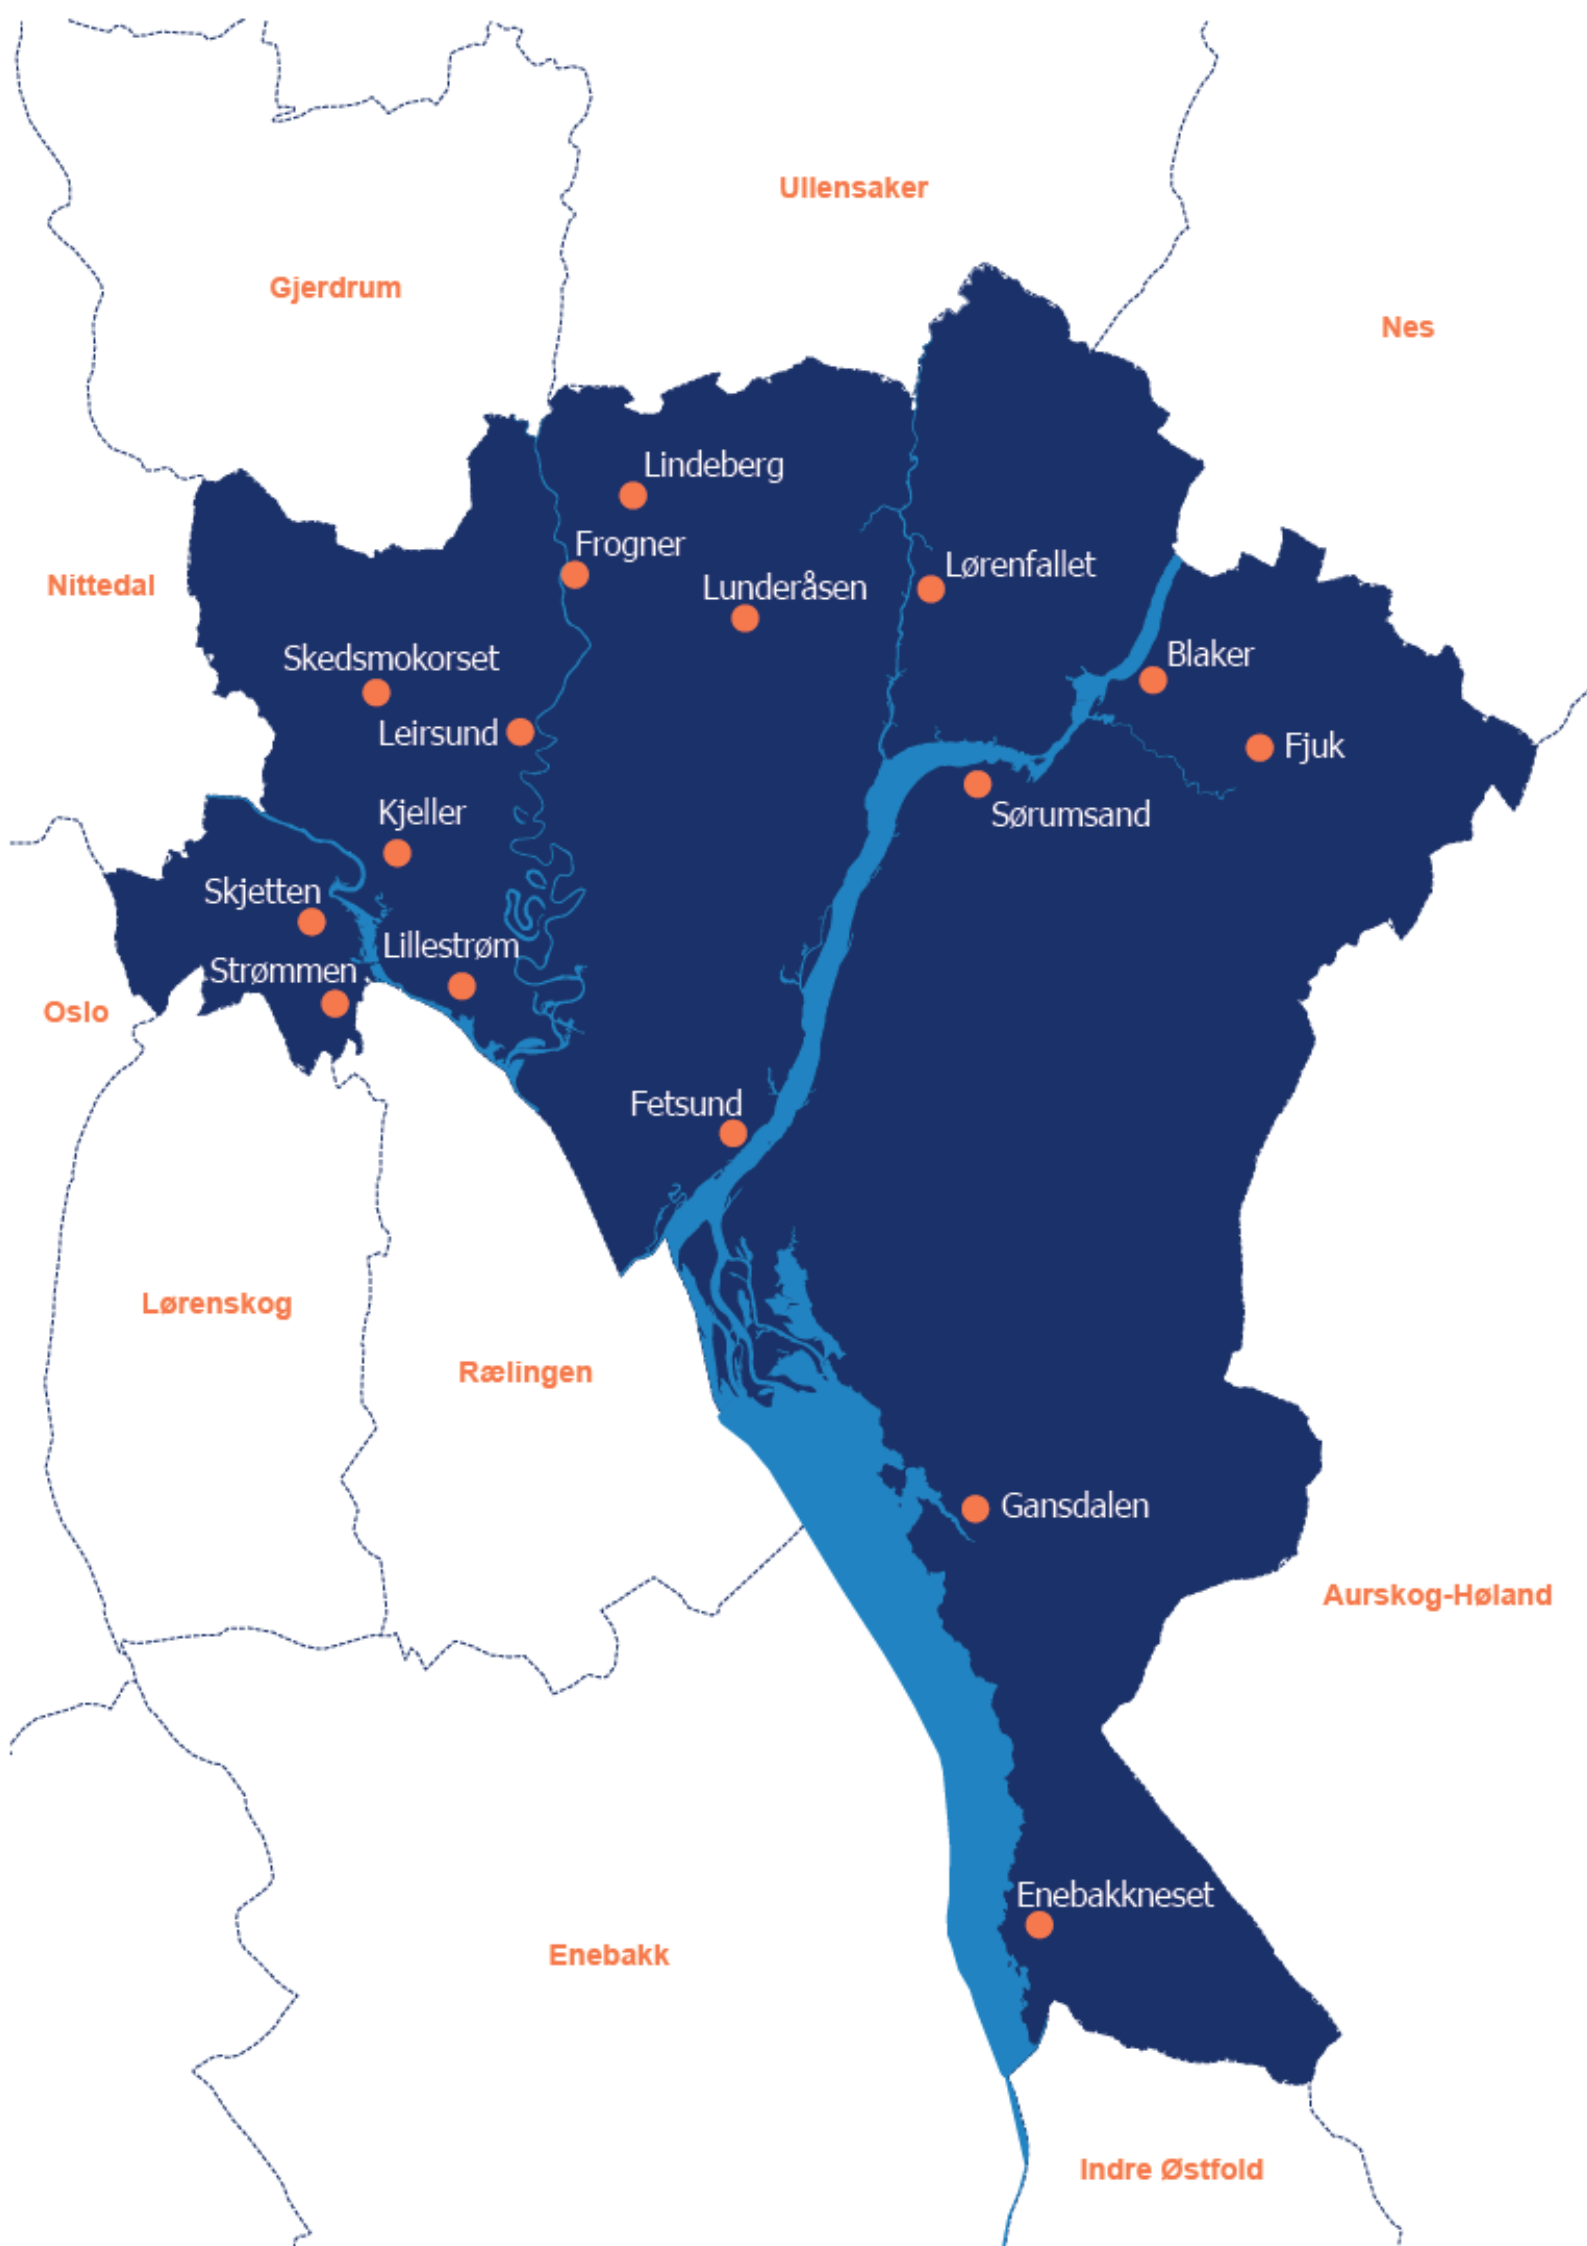 Ullensaker
Gjerdrum
Nes
Lindeberg
Frogner
Lørenfallet
Nittedal
Lunderåsen
Skedsmokorset
Blaker
Leirsund
Fjuk
Kjeller
Sørumsand
Skjetten
Lillestrøm
Strømmen
Oslo
Fetsund
Lørenskog
Rælingen
Gansdalen
Aurskog-Høland
Enebakkneset
Enebakk
Indre Østfold